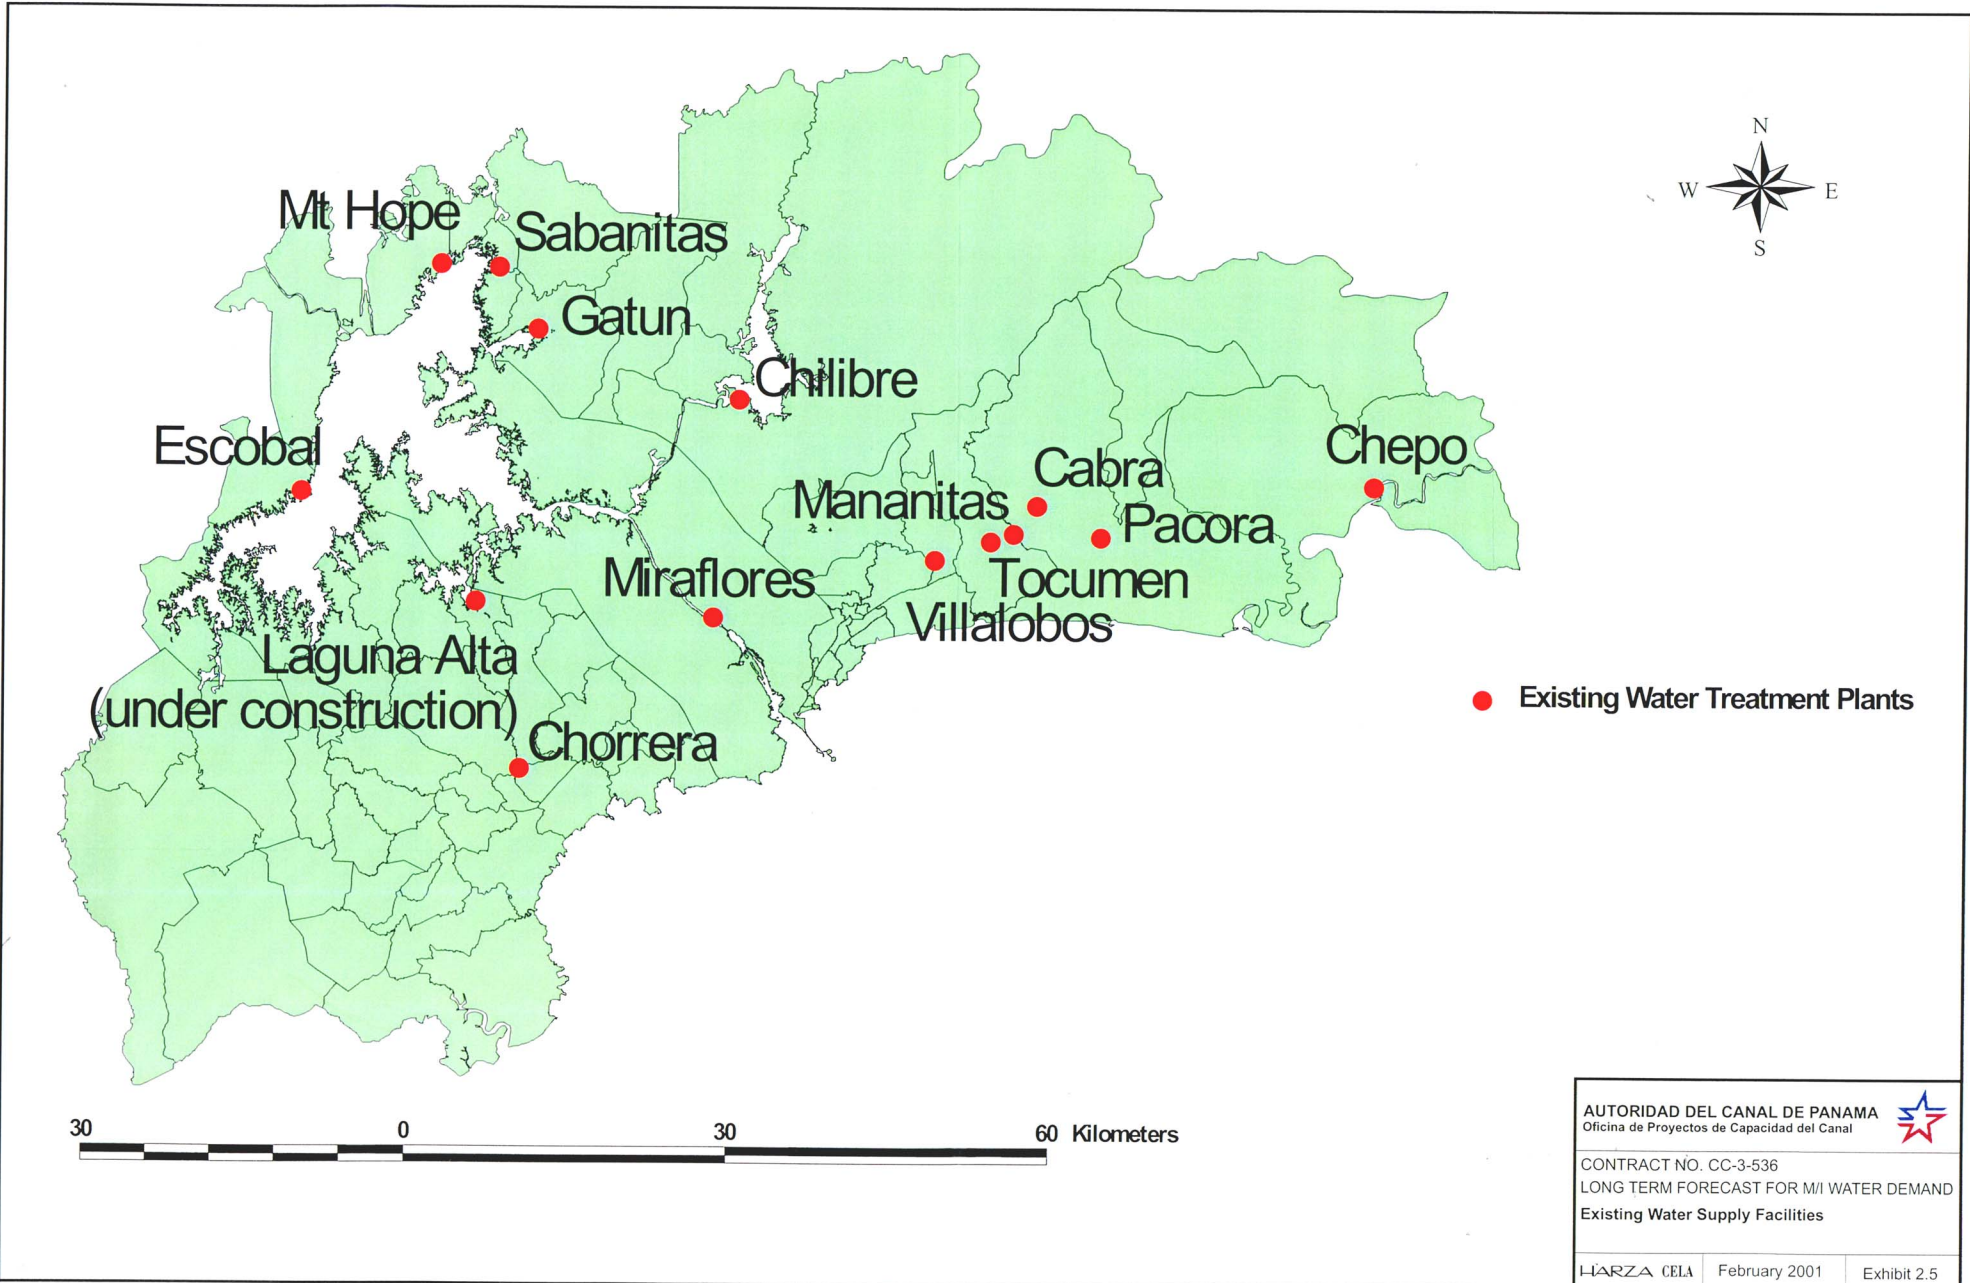 N
W E
S
Mt Hope
Sabanitas
Gatun
Chilibre
Escobal
Chepo
Cabra
Mananitas
Pacora
Tocumen
Miraflores
Villalobos
Laguna Alta
(under construction)
Chorrera
Existing Water Treatment Plants
30 0 30 60 Kilometers
AUTORIDAD DEL CANAL DE PANAMA
Oficina de Proyectos de Capacidad del Canal
CONTRACT NO. CC-3-536
LONG TERM FORECAST FOR M/I WATER DEMAND
Existing Water Supply Facilities
HARZA CELA February 2001 Exhibit 2.5